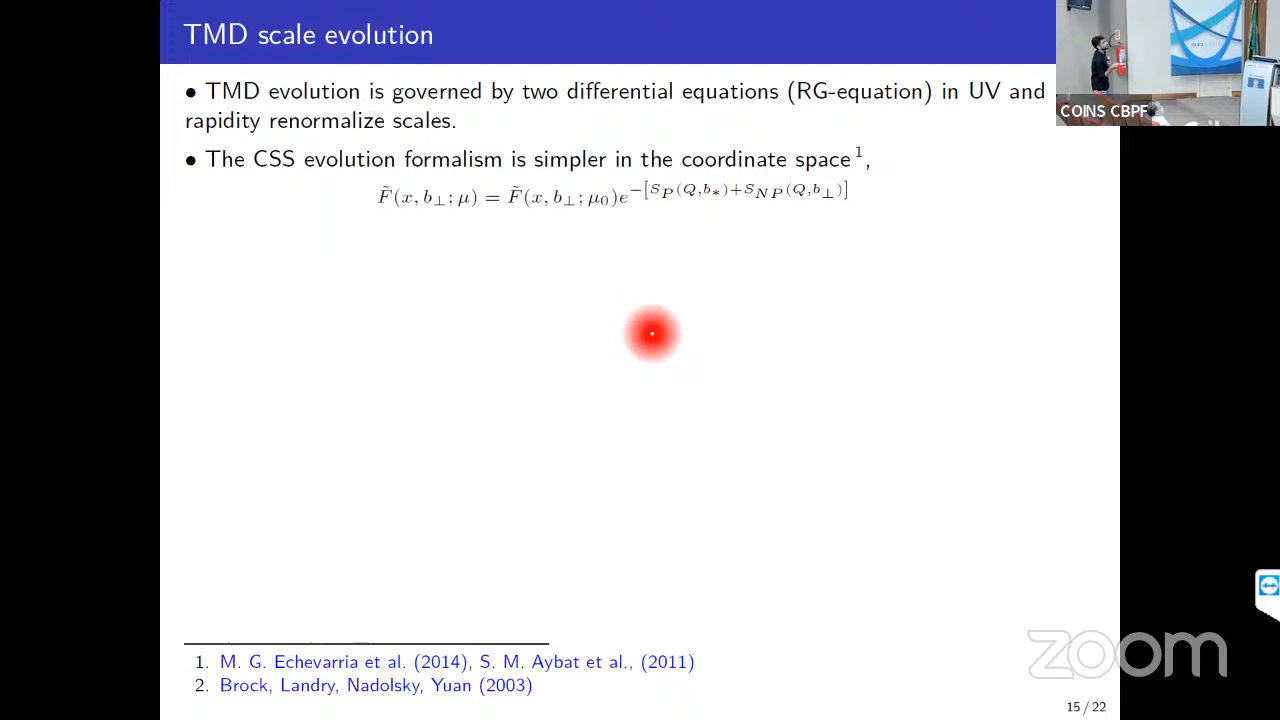 TMD scale evolution
• TMD evolution is governed by two differential equations (RG-equation) in UV and
rapidity renormalize scales.
• The CSS evolution formalism is simpler in the coordinate space¹,
F̃(x, b⊥; μ) = F̃(x, b⊥; μ₀)e^{−[S_P(Q,b_*)+S_{NP}(Q,b⊥)]}
1. M. G. Echevarria et al. (2014), S. M. Aybat et al., (2011)
2. Brock, Landry, Nadolsky, Yuan (2003)
15 / 22
COINS CBPF
zoom